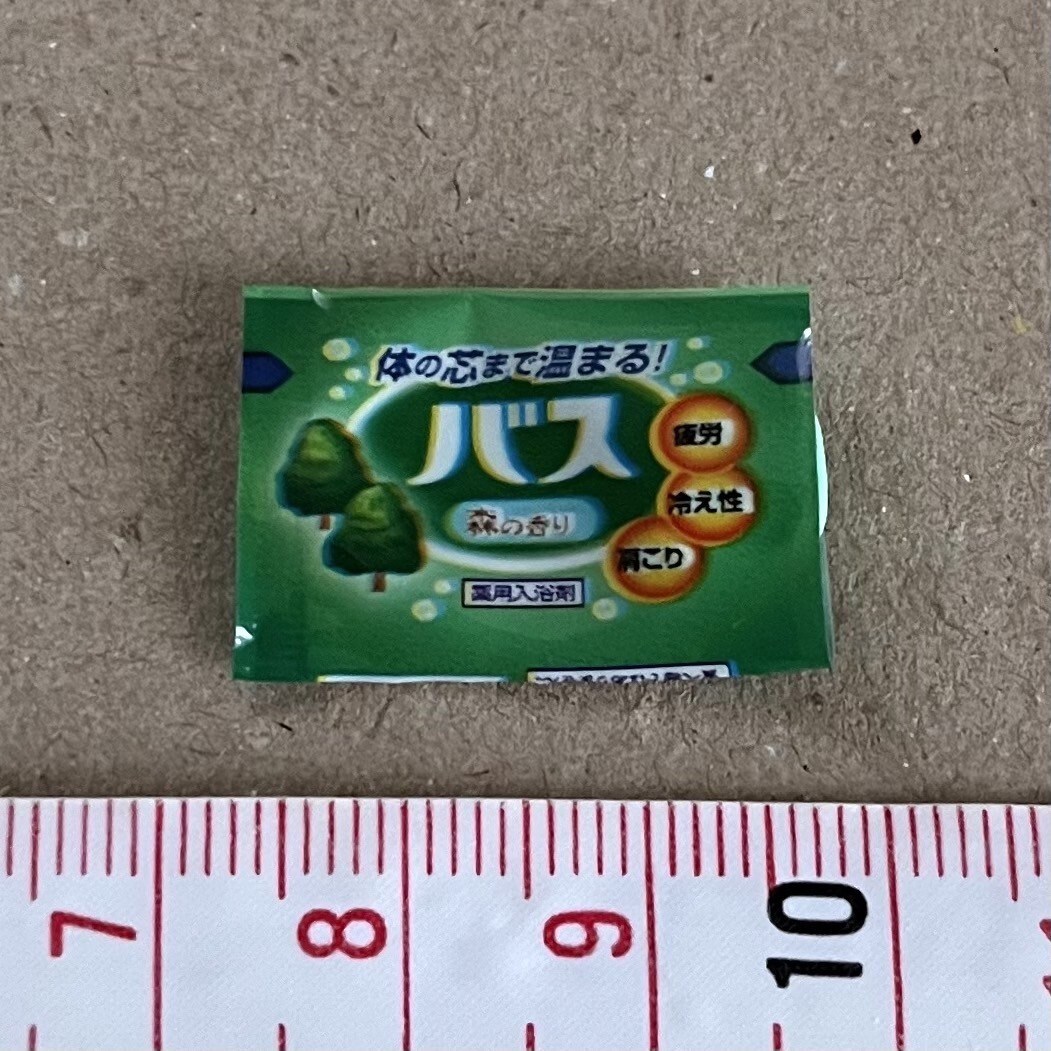 体の芯まで温まる!
バス
疲労
冷え性
森の香り
肩こり
薬用入浴剤
7 8 9 10